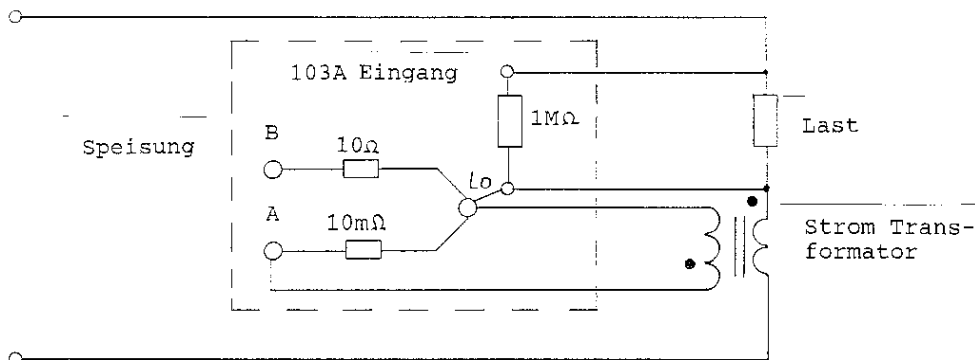 103A Eingang
1MΩ
Last
B
Speisung
10Ω
Lo
A
10mΩ
Strom Trans-
formator